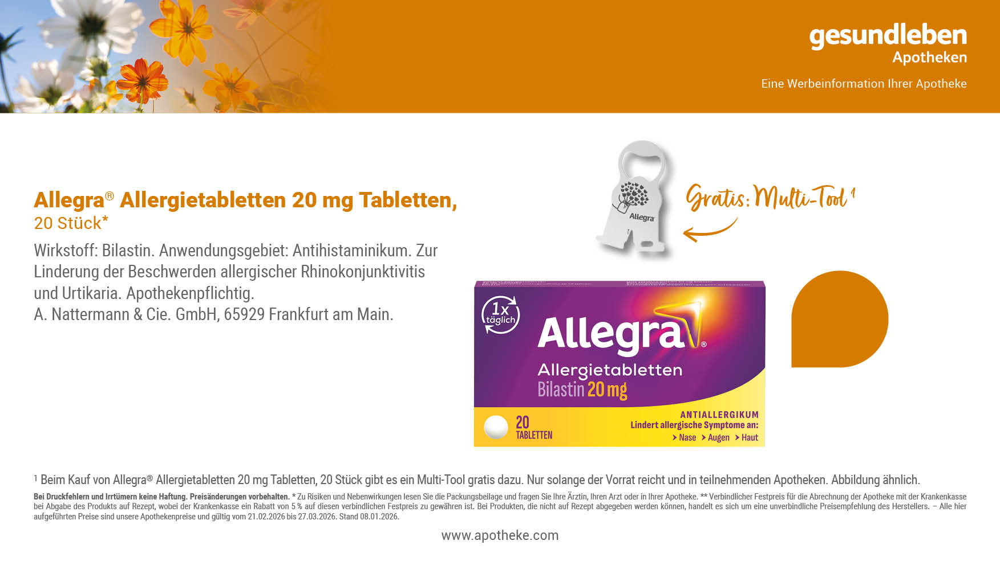 gesundleben
Apotheken
Eine Werbeinformation Ihrer Apotheke
Gratis: Multi-Tool ¹
Allegra
Allegra® Allergietabletten 20 mg Tabletten,
20 Stück*
Wirkstoff: Bilastin. Anwendungsgebiet: Antihistaminikum. Zur
Linderung der Beschwerden allergischer Rhinokonjunktivitis
und Urtikaria. Apothekenpflichtig.
A. Nattermann & Cie. GmbH, 65929 Frankfurt am Main.
1x
täglich
Allegra®
Allergietabletten
Bilastin 20 mg
20
TABLETTEN
ANTIALLERGIKUM
Lindert allergische Symptome an:
> Nase > Augen > Haut
¹ Beim Kauf von Allegra® Allergietabletten 20 mg Tabletten, 20 Stück gibt es ein Multi-Tool gratis dazu. Nur solange der Vorrat reicht und in teilnehmenden Apotheken. Abbildung ähnlich.
Bei Druckfehlern und Irrtümern keine Haftung. Preisänderungen vorbehalten. * Zu Risiken und Nebenwirkungen lesen Sie die Packungsbeilage und fragen Sie Ihre Ärztin, Ihren Arzt oder in Ihrer Apotheke. ** Verbindlicher Festpreis für die Abrechnung der Apotheke mit der Krankenkasse
bei Abgabe des Produkts auf Rezept, wobei der Krankenkasse ein Rabatt von 5 % auf diesen verbindlichen Festpreis zu gewähren ist. Bei Produkten, die nicht auf Rezept abgegeben werden können, handelt es sich um eine unverbindliche Preisempfehlung des Herstellers. – Alle hier
aufgeführten Preise sind unsere Apothekenpreise und gültig vom 21.02.2026 bis 27.03.2026. Stand 08.01.2026.
www.apotheke.com